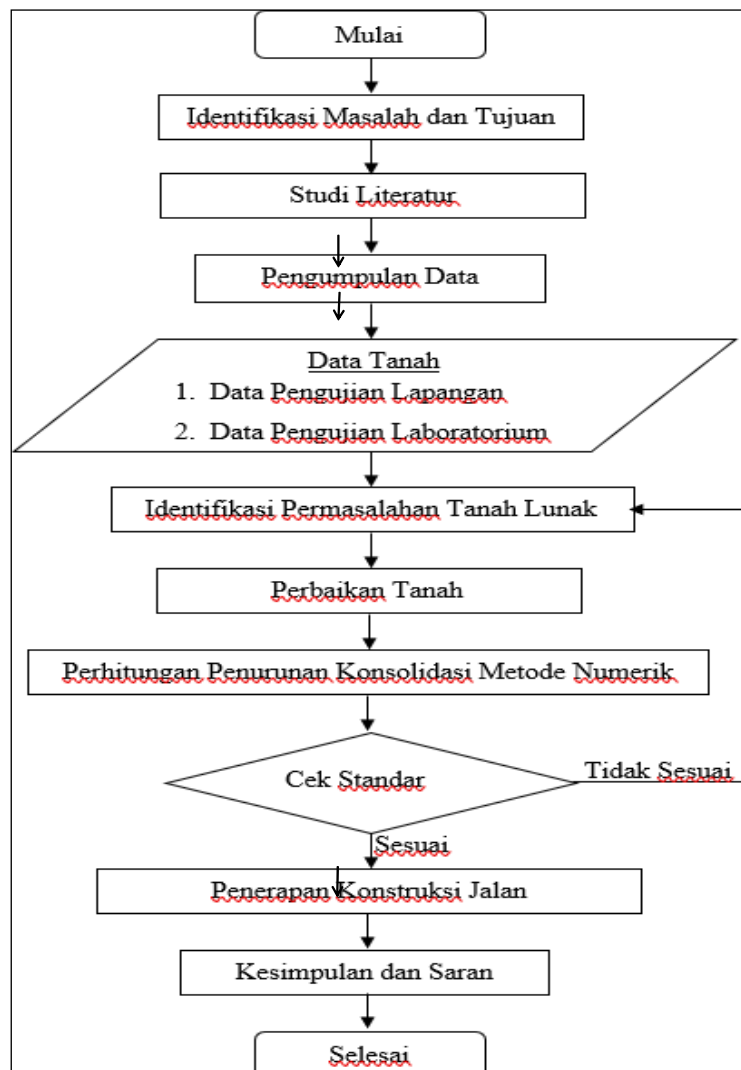 Mulai
Identifikasi Masalah dan Tujuan
Studi Literatur
Pengumpulan Data
Data Tanah
1. Data Pengujian Lapangan
2. Data Pengujian Laboratorium
Identifikasi Permasalahan Tanah Lunak
Perbaikan Tanah
Perhitungan Penurunan Konsolidasi Metode Numerik
Cek Standar
Tidak Sesuai
Sesuai
Penerapan Konstruksi Jalan
Kesimpulan dan Saran
Selesai